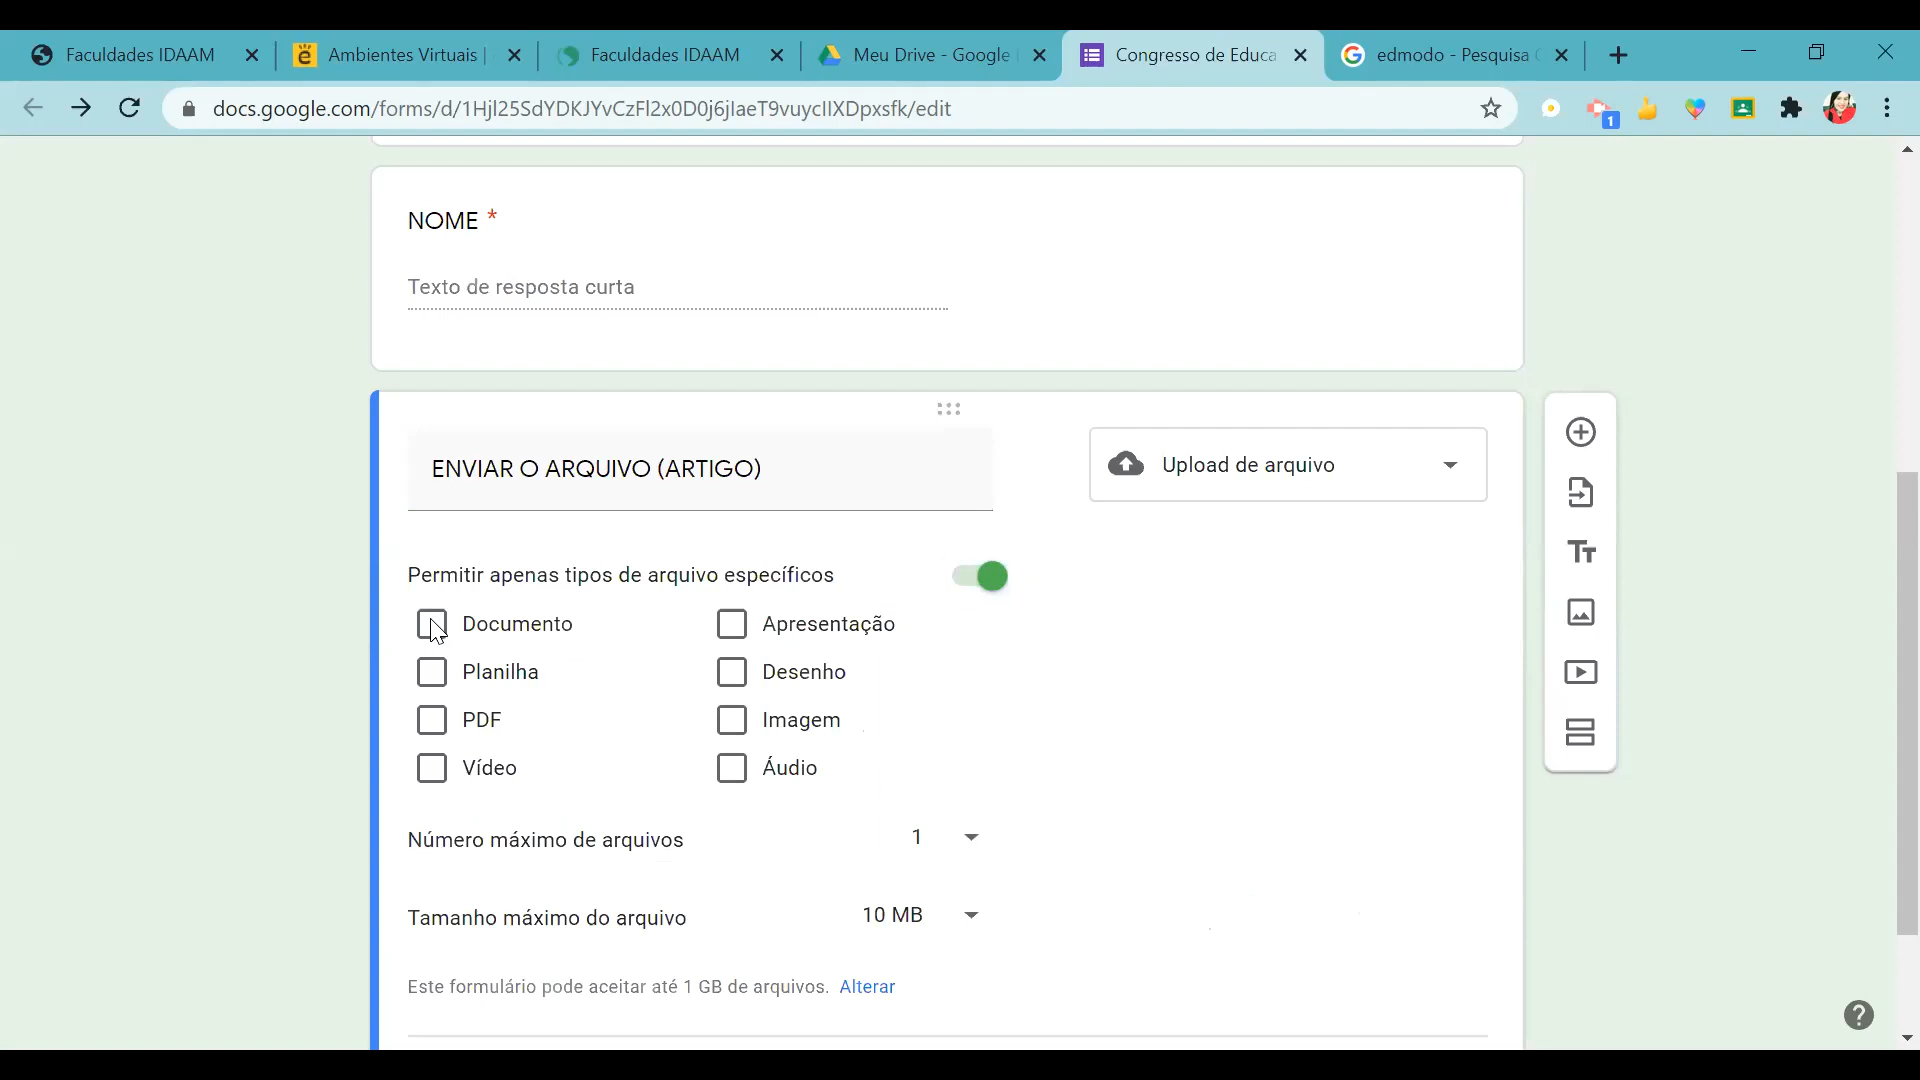 Faculdades IDAAM
Ambientes Virtuais |
Faculdades IDAAM
Meu Drive - Google
Congresso de Educa
edmodo - Pesquisa
docs.google.com/forms/d/1Hjl25SdYDKJYvCzFl2x0D0j6jIaeT9vuycIIXDpxsfk/edit
1
NOME *
Texto de resposta curta
ENVIAR O ARQUIVO (ARTIGO)
Upload de arquivo
Permitir apenas tipos de arquivo específicos
Documento
Apresentação
Planilha
Desenho
PDF
Imagem
Vídeo
Áudio
Número máximo de arquivos
1
Tamanho máximo do arquivo
10 MB
Este formulário pode aceitar até 1 GB de arquivos. Alterar